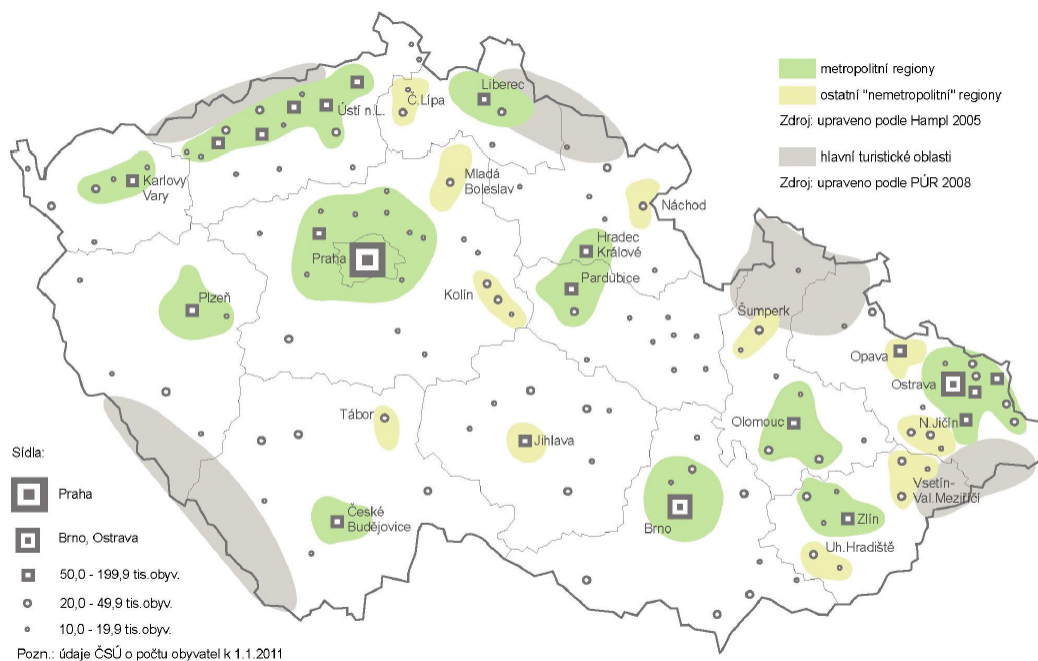 metropolitní regiony
ostatní "nemetropolitní" regiony
Zdroj: upraveno podle Hampl 2005
hlavní turistické oblasti
Zdroj: upraveno podle PÚR 2008
Liberec
Č.Lípa
Ústí n.L.
Karlovy
Vary
Mladá
Boleslav
Náchod
Hradec
Králové
Praha
Pardubice
Kolín
Plzeň
Šumperk
Opava
Ostrava
Tábor
Olomouc
N.Jičín
Jihlava
Vsetín-
Val.Meziříčí
České
Budějovice
Brno
Zlín
Uh.Hradiště
Sídla:
Praha
Brno, Ostrava
50,0 - 199,9 tis.obyv.
20,0 - 49,9 tis.obyv.
10,0 - 19,9 tis.obyv.
Pozn.: údaje ČSÚ o počtu obyvatel k 1.1.2011